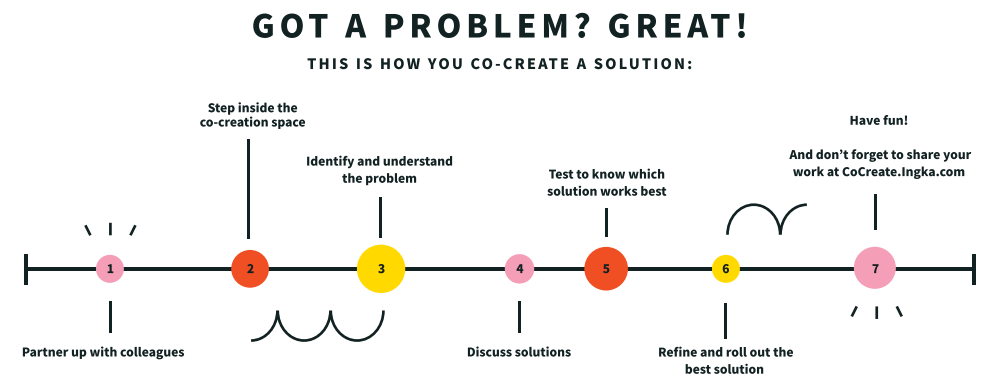 GOT A PROBLEM? GREAT!
THIS IS HOW YOU CO-CREATE A SOLUTION:
1
Partner up with colleagues
Step inside the
co-creation space
2
Identify and understand
the problem
3
4
Discuss solutions
Test to know which
solution works best
5
6
Refine and roll out the
best solution
Have fun!
And don’t forget to share your
work at CoCreate.Ingka.com
7